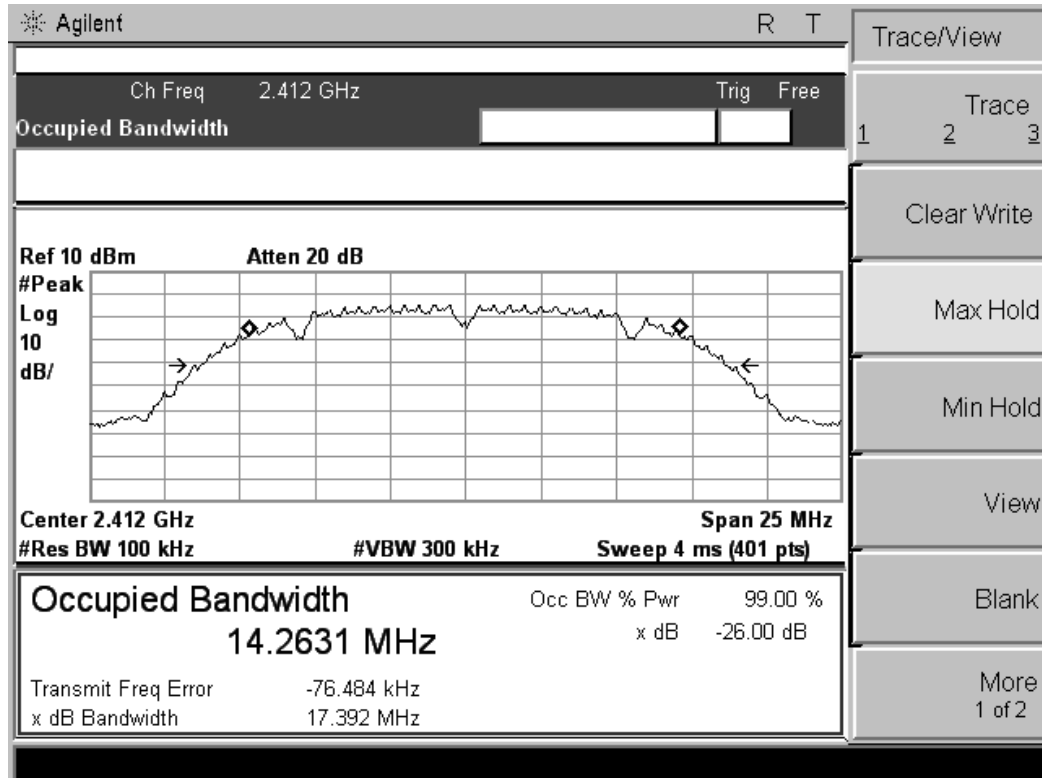 Agilent R T
Trace/View
Ch Freq 2.412 GHz Trig Free
Occupied Bandwidth
Trace
1 2 3
Clear Write
Ref 10 dBm Atten 20 dB
#Peak
Log
10
dB/
Max Hold
Min Hold
View
Center 2.412 GHz Span 25 MHz
#Res BW 100 kHz #VBW 300 kHz Sweep 4 ms (401 pts)
Occupied Bandwidth
14.2631 MHz
Occ BW % Pwr 99.00 %
x dB -26.00 dB
Blank
Transmit Freq Error -76.484 kHz
x dB Bandwidth 17.392 MHz
More
1 of 2